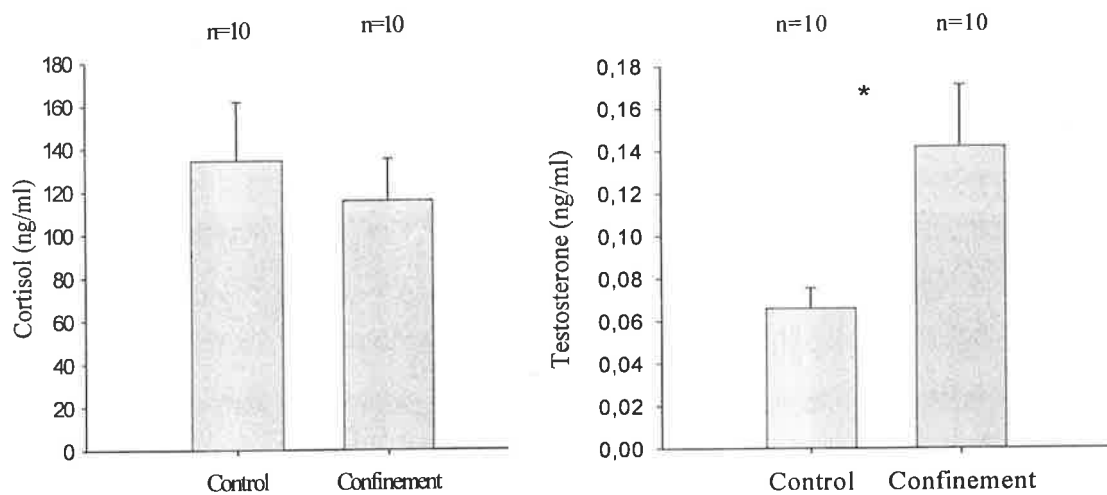 n=10
n=10
180
160
140
120
100
80
60
40
20
0
Cortisol (ng/ml)
Control
Confinement
n=10
n=10
0,18
0,16
0,14
0,12
0,10
0,08
0,06
0,04
0,02
0,00
*
Testosterone (ng/ml)
Control
Confinement